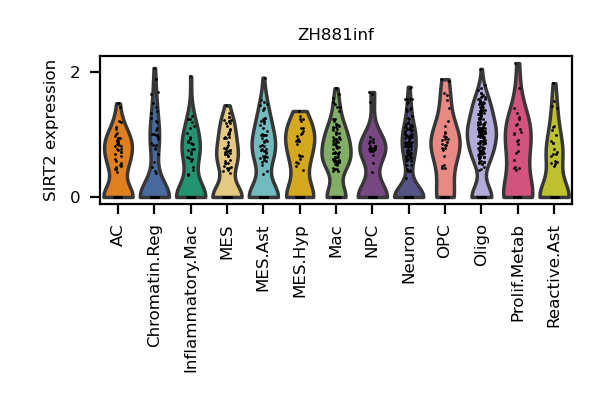 ZH881inf
SIRT2 expression
2
0
AC
Chromatin.Reg
Inflammatory.Mac
MES
MES.Ast
MES.Hyp
Mac
NPC
Neuron
OPC
Oligo
Prolif.Metab
Reactive.Ast